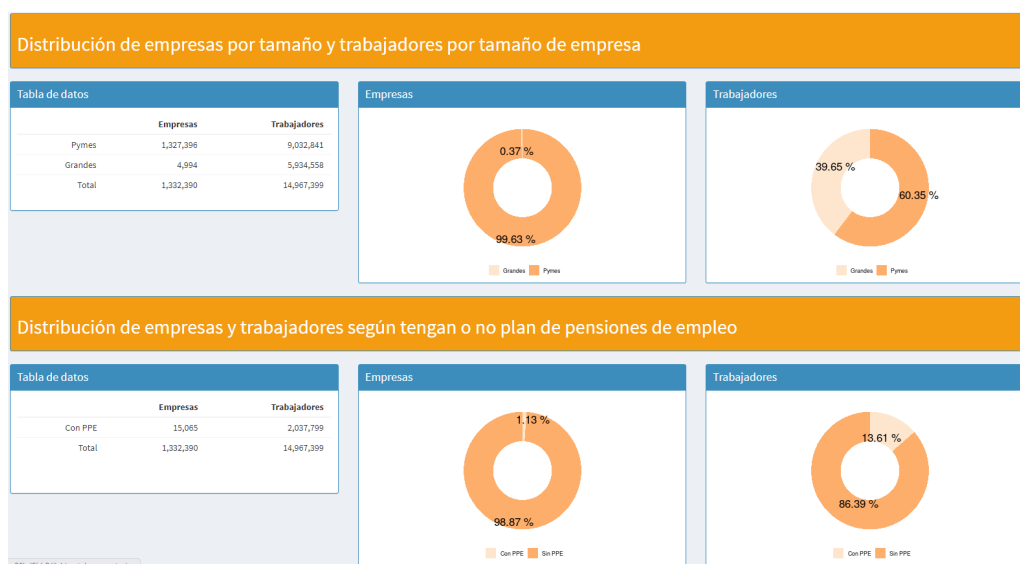 Distribución de empresas por tamaño y trabajadores por tamaño de empresa
Tabla de datos
Empresas Trabajadores
Pymes 1,327,396 9,032,841
Grandes 4,994 5,934,558
Total 1,332,390 14,967,399
Empresas
0.37 %
99.63 %
Grandes Pymes
Trabajadores
39.65 %
60.35 %
Grandes Pymes
Distribución de empresas y trabajadores según tengan o no plan de pensiones de empleo
Tabla de datos
Empresas Trabajadores
Con PPE 15,065 2,037,799
Total 1,332,390 14,967,399
Empresas
1.13 %
98.87 %
Con PPE Sin PPE
Trabajadores
13.61 %
86.39 %
Con PPE Sin PPE